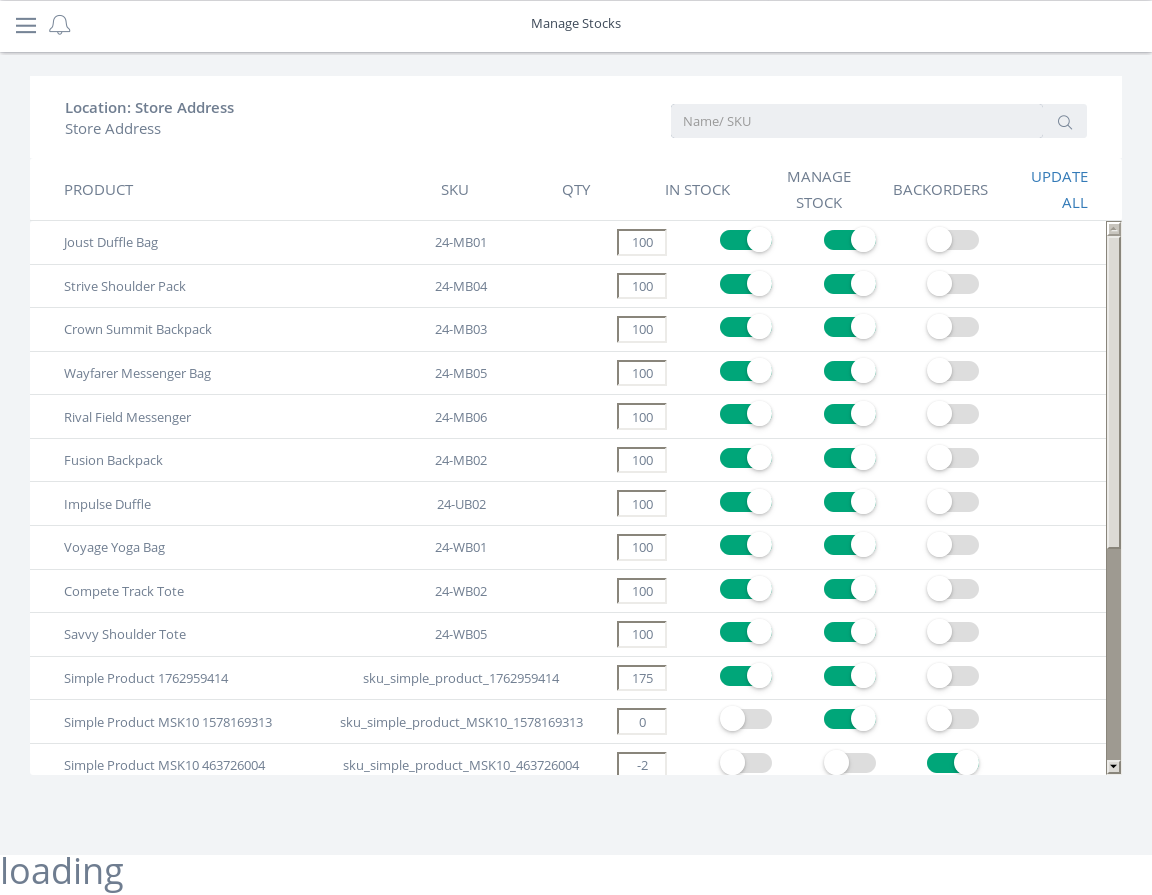 Manage Stocks
Location: Store Address
Store Address
Name/ SKU
PRODUCT SKU QTY IN STOCK MANAGE STOCK BACKORDERS UPDATE ALL
Joust Duffle Bag 24-MB01 100
Strive Shoulder Pack 24-MB04 100
Crown Summit Backpack 24-MB03 100
Wayfarer Messenger Bag 24-MB05 100
Rival Field Messenger 24-MB06 100
Fusion Backpack 24-MB02 100
Impulse Duffle 24-UB02 100
Voyage Yoga Bag 24-WB01 100
Compete Track Tote 24-WB02 100
Savvy Shoulder Tote 24-WB05 100
Simple Product 1762959414 sku_simple_product_1762959414 175
Simple Product MSK10 1578169313 sku_simple_product_MSK10_1578169313 0
Simple Product MSK10 463726004 sku_simple_product_MSK10_463726004 -2
loading